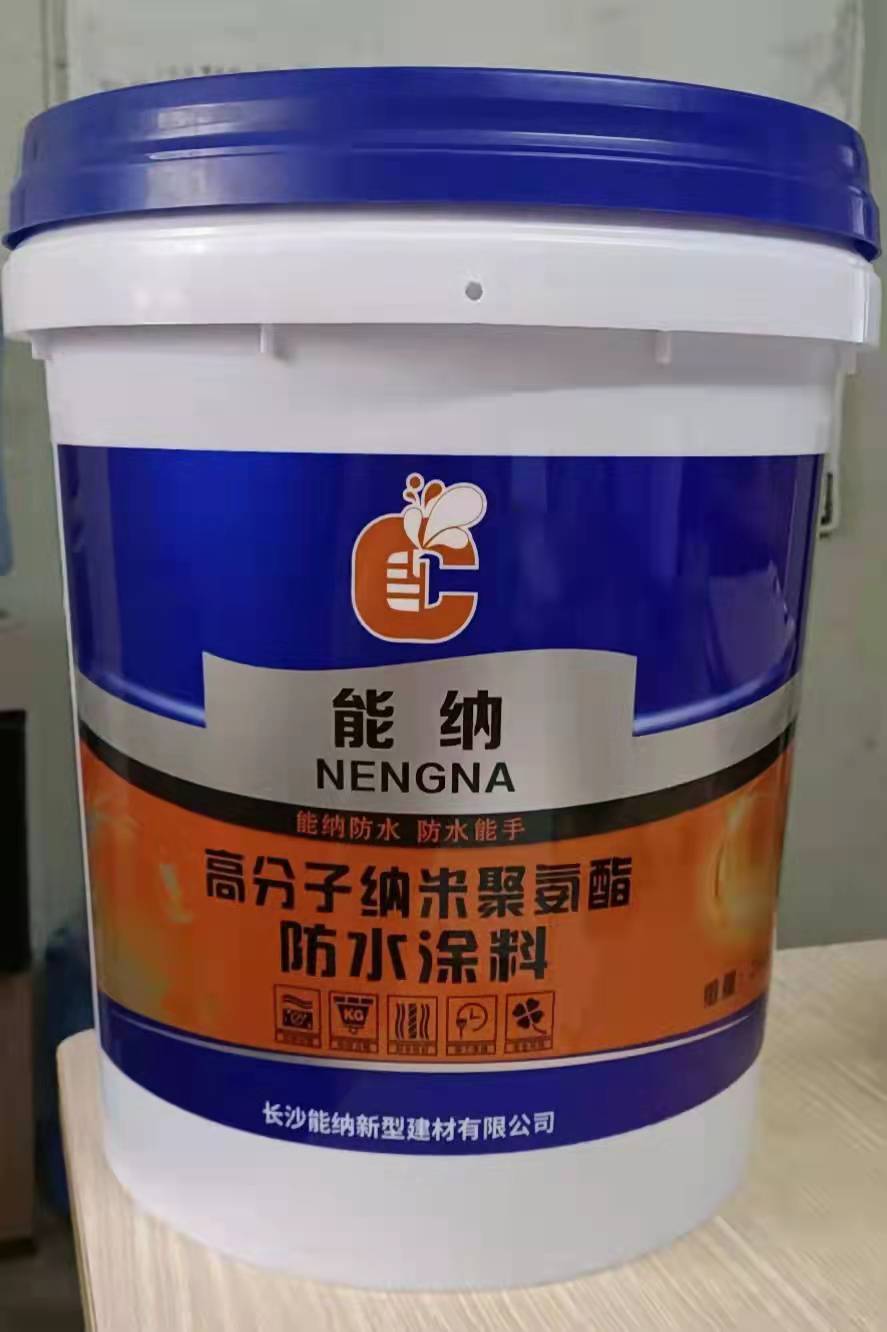 能纳
NENGNA
能纳防水 防水能手
高分子纳米聚氨酯
防水涂料
KG
长沙能纳新型建材有限公司